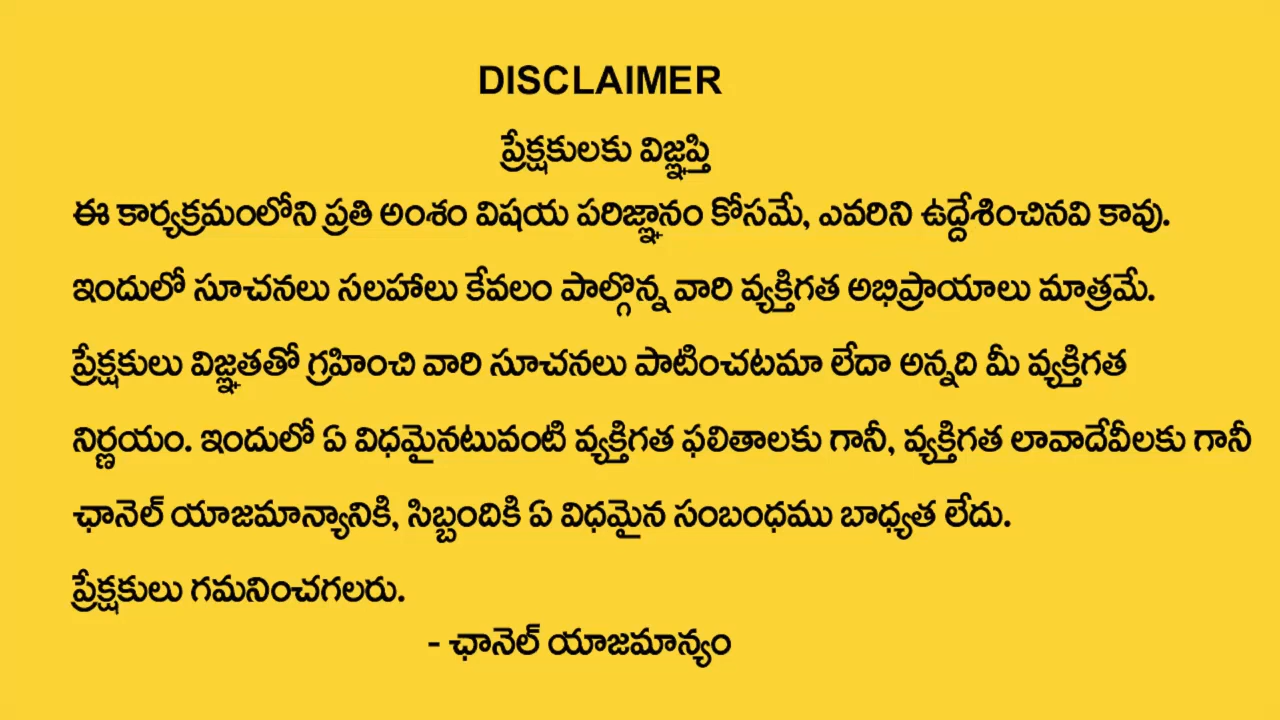 DISCLAIMER
ప్రేక్షకులకు విజ్ఞప్తి
ఈ కార్యక్రమంలోని ప్రతి అంశం విషయ పరిజ్ఞానం కోసమే, ఎవరిని ఉద్దేశించినవి కావు.
ఇందులో సూచనలు సలహాలు కేవలం పాల్గొన్న వారి వ్యక్తిగత అభిప్రాయాలు మాత్రమే.
ప్రేక్షకులు విజ్ఞతతో గ్రహించి వారి సూచనలు పాటించటమా లేదా అన్నది మీ వ్యక్తిగత
నిర్ణయం. ఇందులో ఏ విధమైనటువంటి వ్యక్తిగత ఫలితాలకు గానీ, వ్యక్తిగత లావాదేవీలకు గానీ
ఛానెల్ యాజమాన్యానికి, సిబ్బందికి ఏ విధమైన సంబంధము బాధ్యత లేదు.
ప్రేక్షకులు గమనించగలరు.
- ఛానెల్ యాజమాన్యం